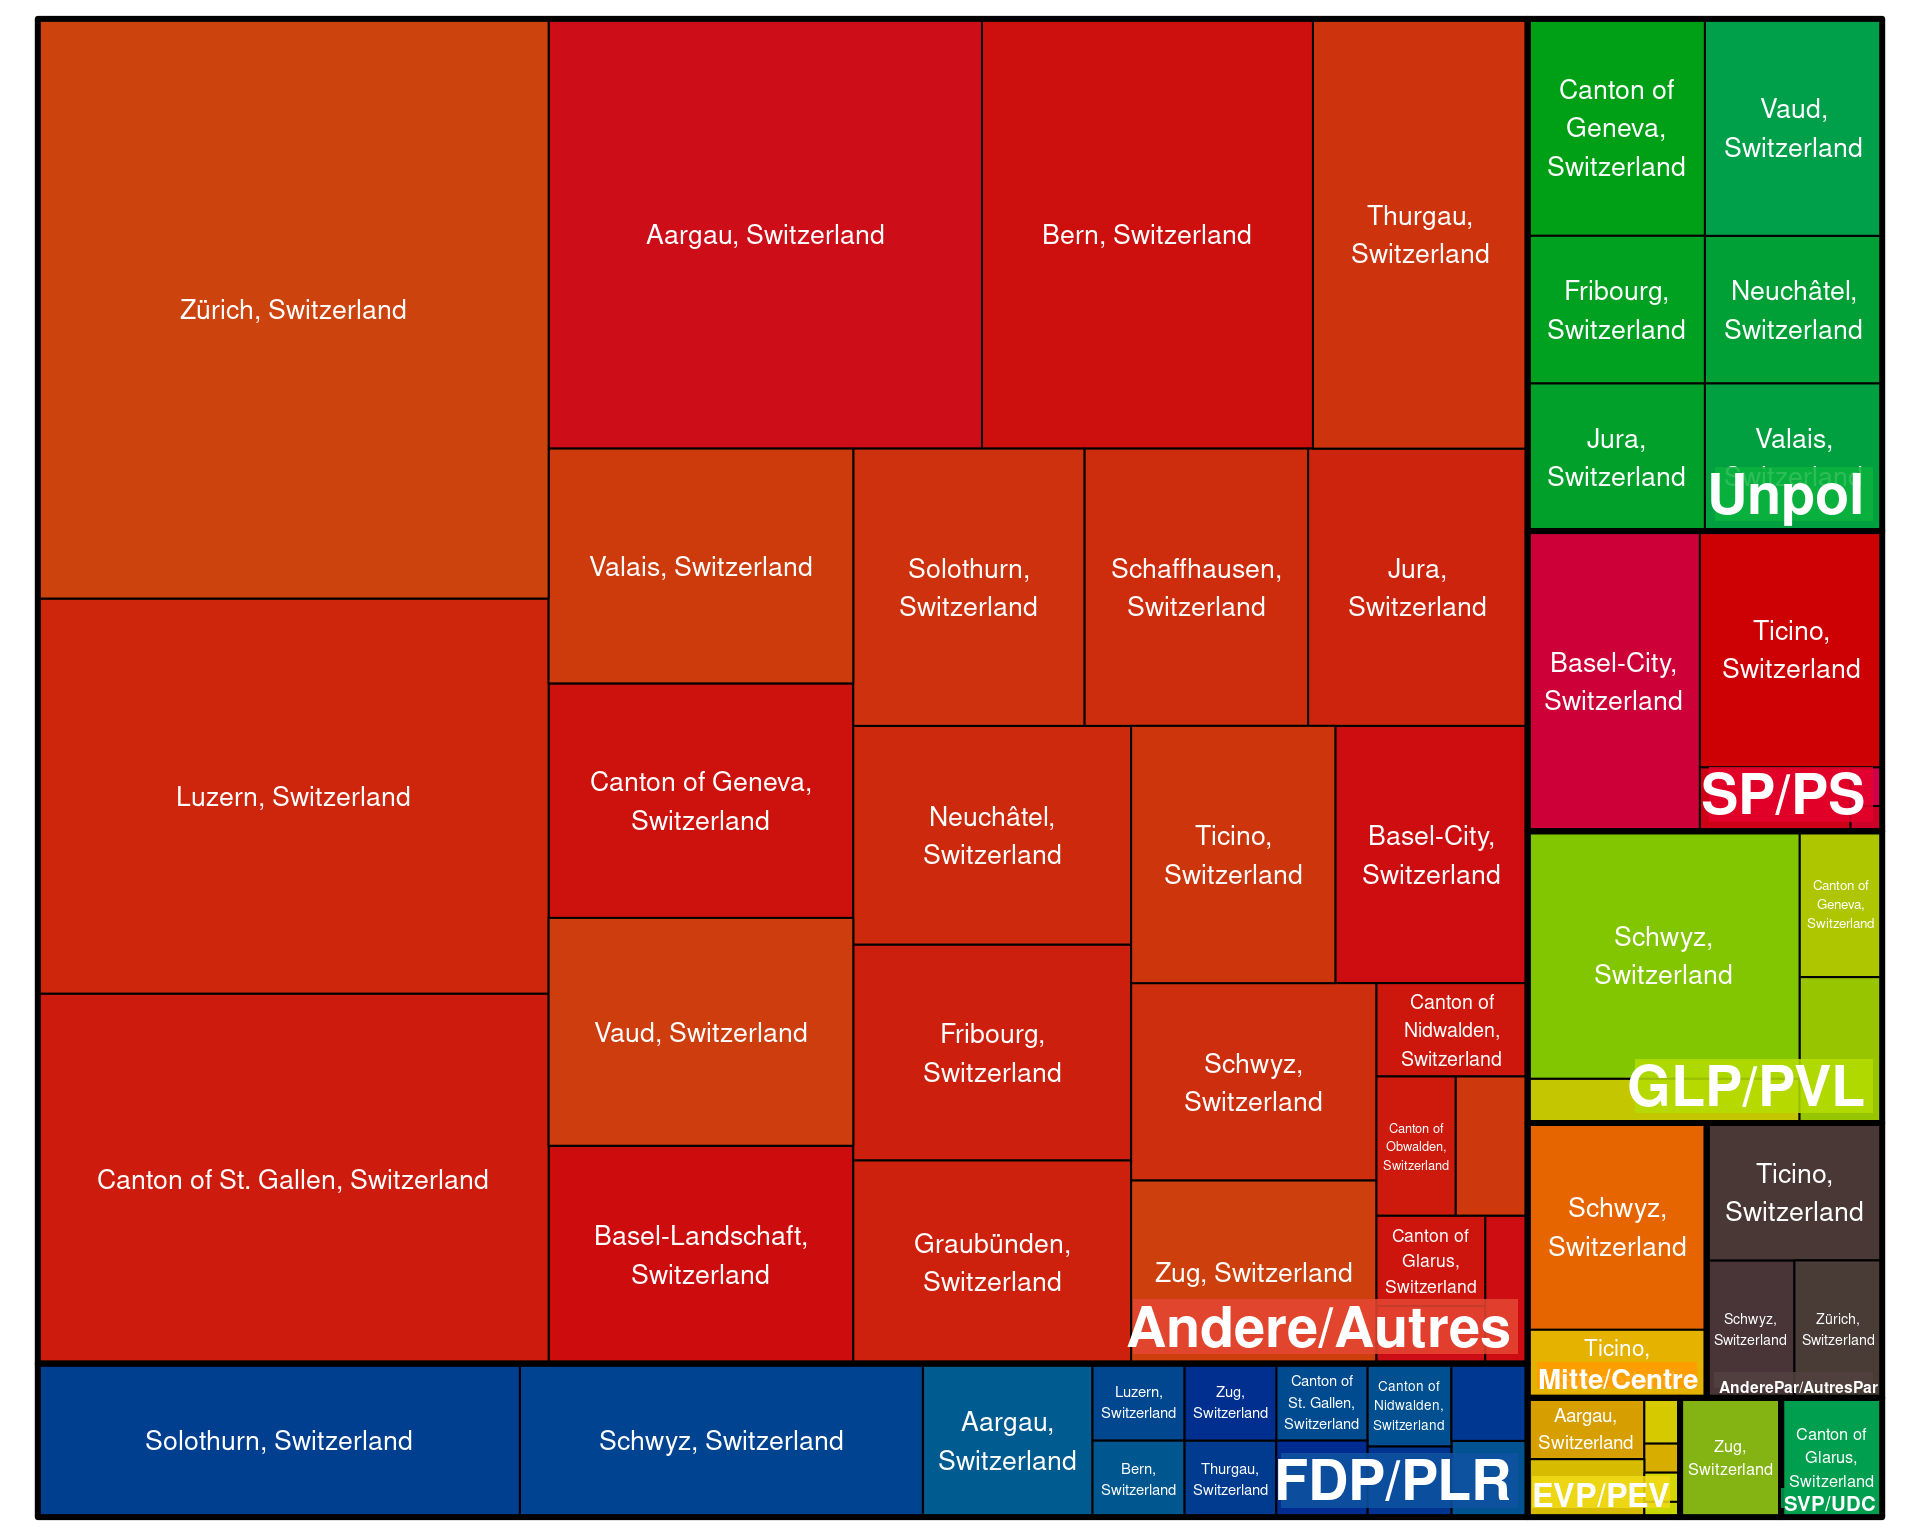 Zürich, Switzerland
Luzern, Switzerland
Canton of St. Gallen, Switzerland
Aargau, Switzerland
Bern, Switzerland
Thurgau,
Switzerland
Valais, Switzerland
Canton of Geneva,
Switzerland
Vaud, Switzerland
Basel-Landschaft,
Switzerland
Solothurn,
Switzerland
Schaffhausen,
Switzerland
Jura,
Switzerland
Neuchâtel,
Switzerland
Fribourg,
Switzerland
Graubünden,
Switzerland
Ticino,
Switzerland
Basel-City,
Switzerland
Schwyz,
Switzerland
Zug, Switzerland
Canton of
Nidwalden,
Switzerland
Canton of
Obwalden,
Switzerland
Canton of
Glarus,
Switzerland
Andere/Autres
Solothurn, Switzerland
Schwyz, Switzerland
Aargau,
Switzerland
Luzern,
Switzerland
Bern,
Switzerland
Zug,
Switzerland
Thurgau,
Switzerland
Canton of
St. Gallen,
Switzerland
Canton of
Nidwalden,
Switzerland
FDP/PLR
Canton of
Geneva,
Switzerland
Vaud,
Switzerland
Fribourg,
Switzerland
Neuchâtel,
Switzerland
Jura,
Switzerland
Valais,
Switzerland
Unpol
Basel-City,
Switzerland
Ticino,
Switzerland
SP/PS
Schwyz,
Switzerland
Canton of
Geneva,
Switzerland
GLP/PVL
Schwyz,
Switzerland
Ticino,
Mitte/Centre
Ticino,
Switzerland
Schwyz,
Switzerland
Zürich,
Switzerland
AnderePar/AutresPar
Aargau,
Switzerland
EVP/PEV
Zug,
Switzerland
Canton of
Glarus,
Switzerland
SVP/UDC